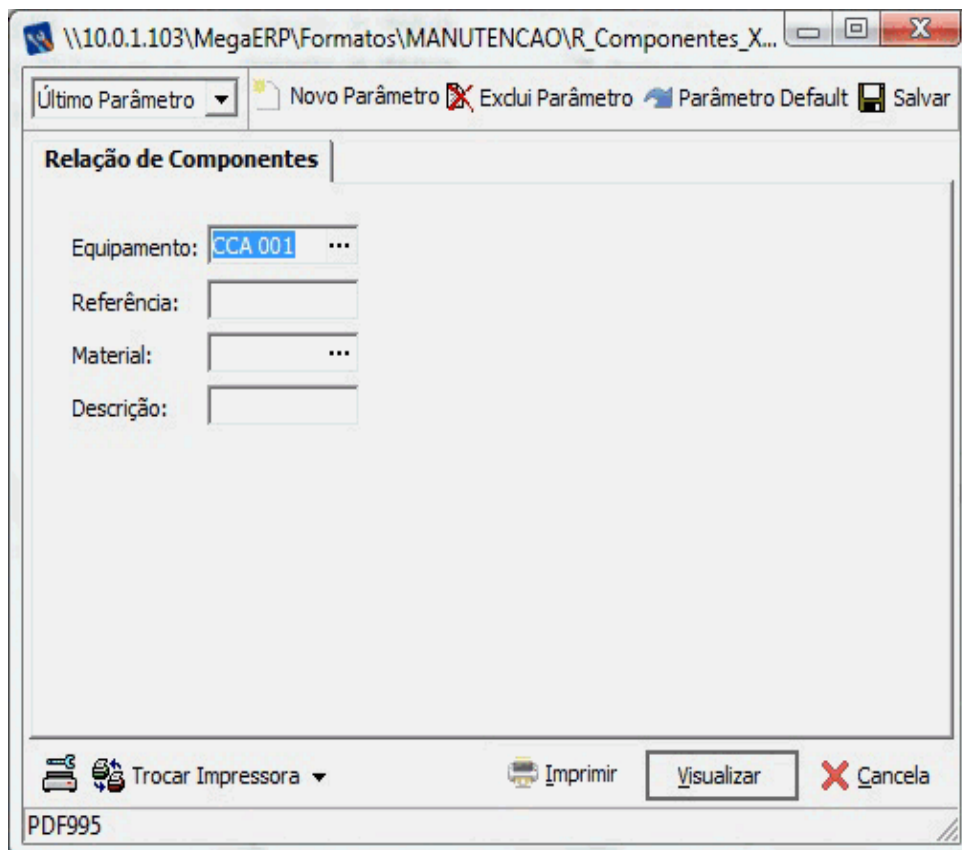 \\10.0.1.103\MegaERP\Formatos\MANUTENCAO\R_Componentes_X...
Último Parâmetro Novo Parâmetro Exclui Parâmetro Parâmetro Default Salvar
Relação de Componentes
Equipamento: CCA 001 ...
Referência:
Material: ...
Descrição:
Trocar Impressora Imprimir Visualizar Cancela
PDF995